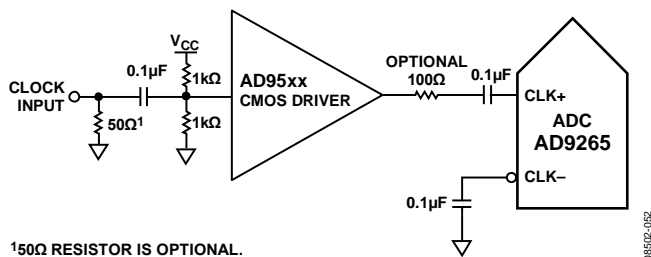 V_CC
OPTIONAL
100Ω
0.1µF
0.1µF
1kΩ
AD95xx
CMOS DRIVER
CLOCK
INPUT
CLK+
50Ω¹
1kΩ
ADC
AD9265
CLK–
0.1µF
¹50Ω RESISTOR IS OPTIONAL.
08502-052